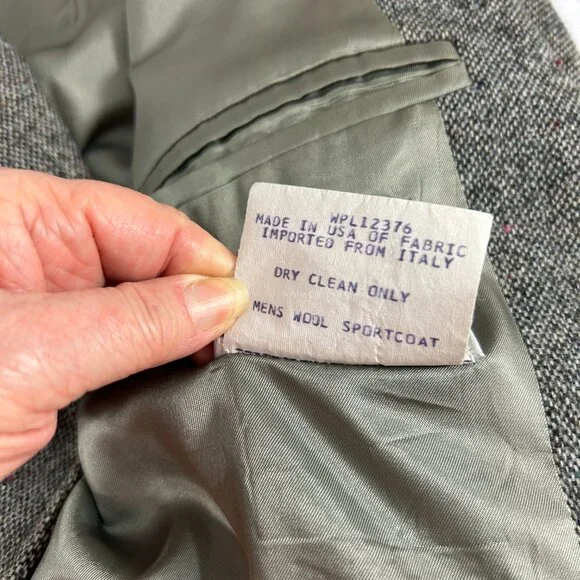 WPL12376
MADE IN USA OF FABRIC
IMPORTED FROM ITALY
DRY CLEAN ONLY
MENS WOOL SPORTCOAT